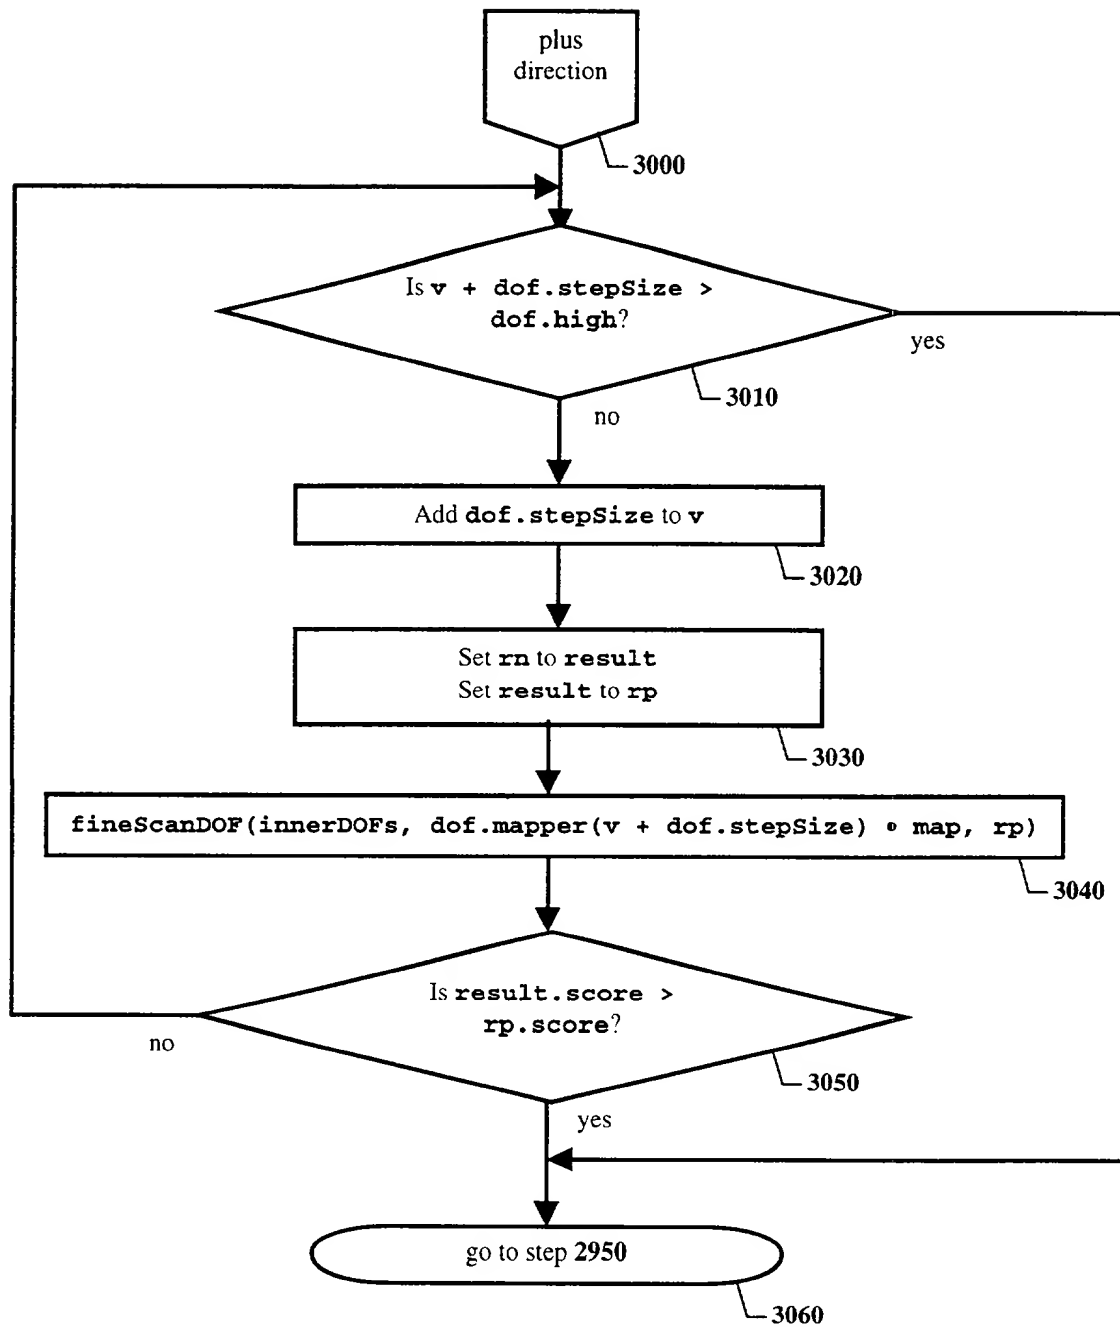 plus
direction
3000
Is v + dof.stepSize >
dof.high?
yes
3010
no
Add dof.stepSize to v
3020
Set rn to result
Set result to rp
3030
fineScanDOF(innerDOFs, dof.mapper(v + dof.stepSize) • map, rp)
3040
Is result.score >
rp.score?
no
3050
yes
go to step 2950
3060